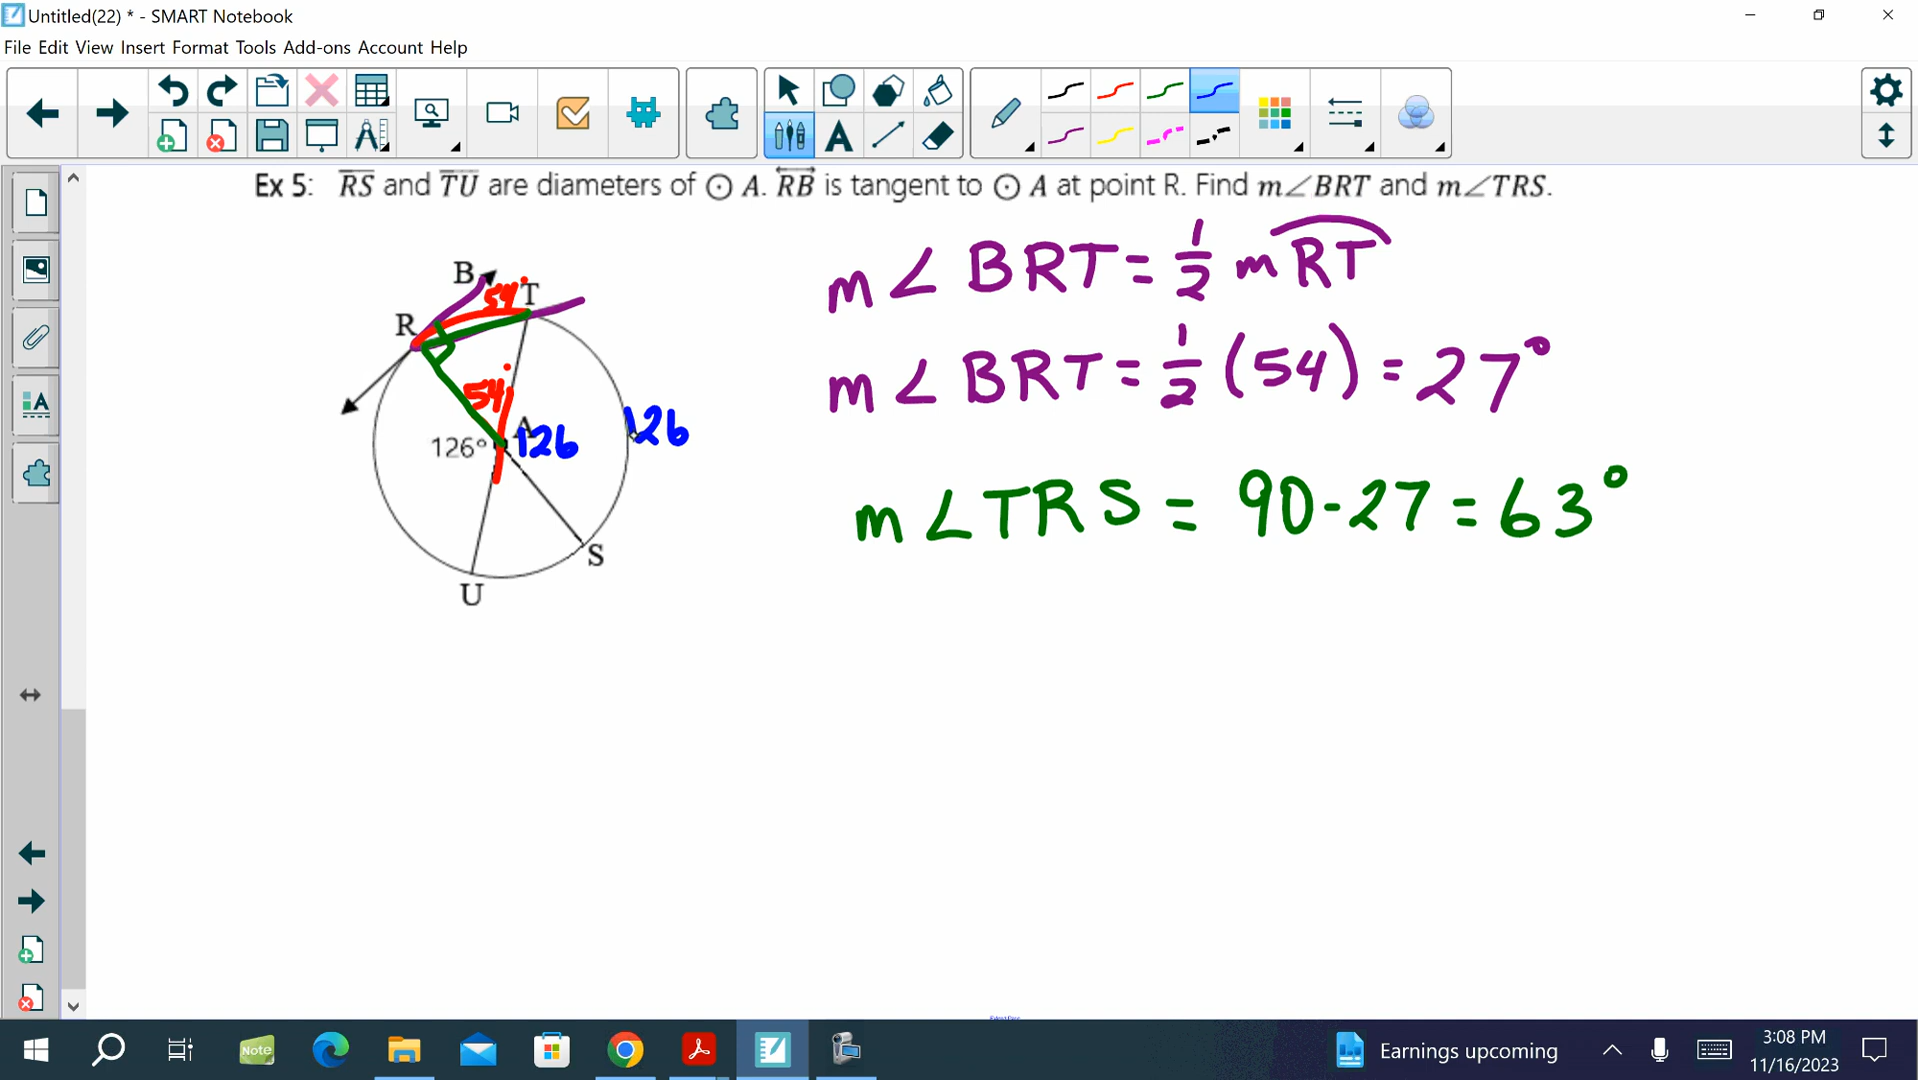 Untitled(22) * - SMART Notebook
File Edit View Insert Format Tools Add-ons Account Help
Ex 5: RS and TU are diameters of ⊙ A. RB is tangent to ⊙ A at point R. Find m∠BRT and m∠TRS.
m∠BRT = 1/2 mRT
B
54°
T
R
m∠BRT = 1/2 (54) = 27°
54°
A
126° 126 126
m∠TRS = 90 - 27 = 63°
S
U
Note
Earnings upcoming
3:08 PM
11/16/2023